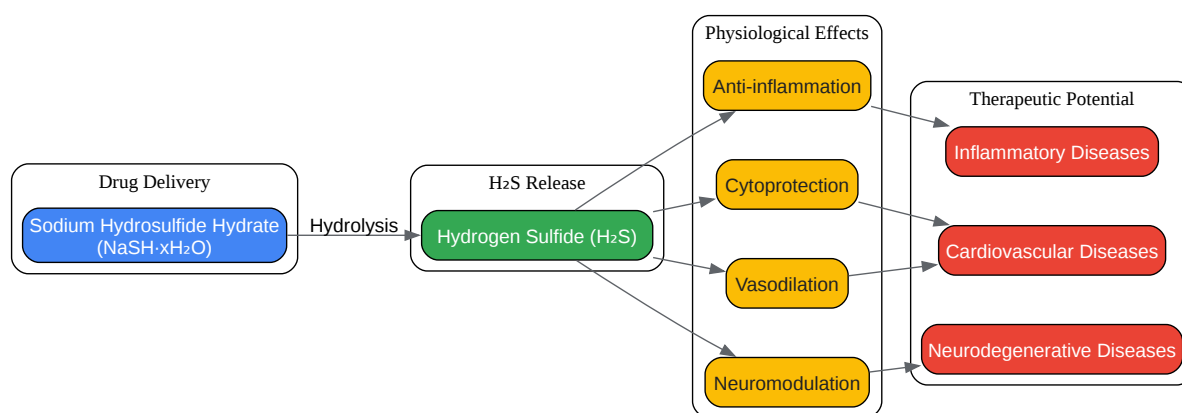 Drug Delivery
Sodium Hydrosulfide Hydrate
(NaSH·xH₂O)
Hydrolysis
H₂S Release
Hydrogen Sulfide (H₂S)
Physiological Effects
Anti-inflammation
Cytoprotection
Vasodilation
Neuromodulation
Therapeutic Potential
Inflammatory Diseases
Cardiovascular Diseases
Neurodegenerative Diseases